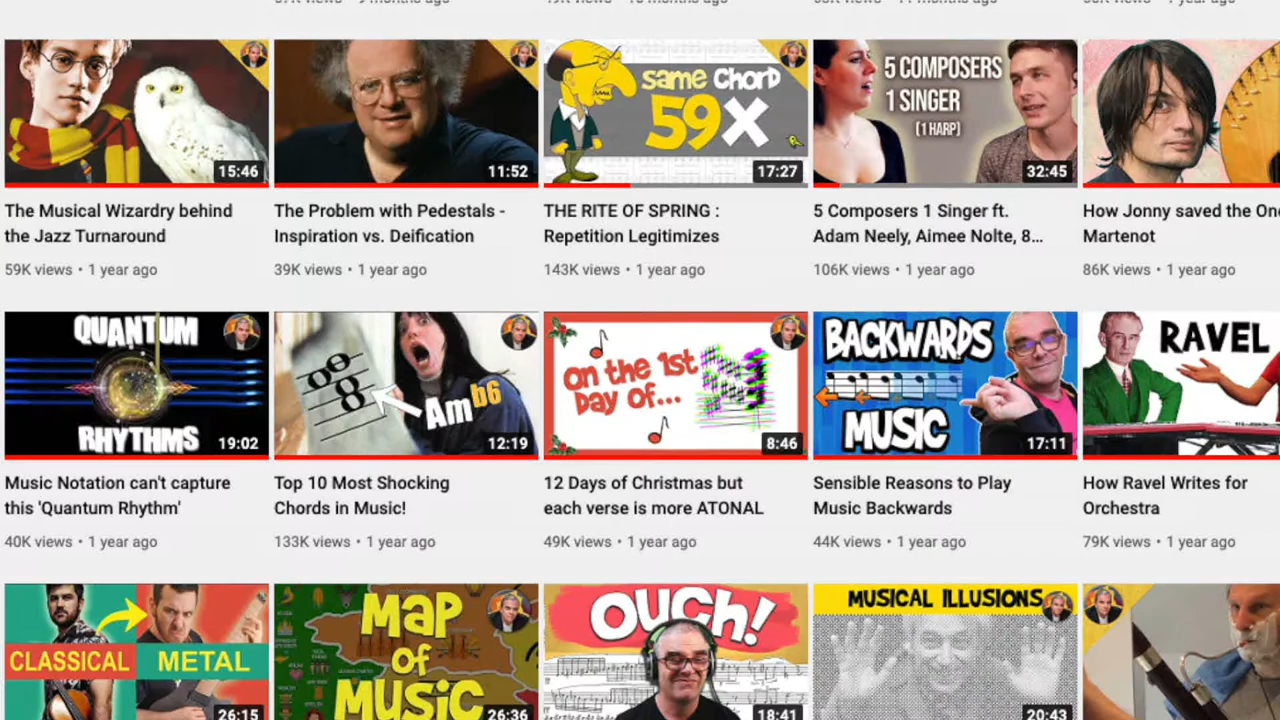 same CHORD
59X
5 COMPOSERS
1 SINGER
(1 HARP)
15:46
11:52
17:27
32:45
The Musical Wizardry behind
the Jazz Turnaround
59K views • 1 year ago
The Problem with Pedestals -
Inspiration vs. Deification
39K views • 1 year ago
THE RITE OF SPRING :
Repetition Legitimizes
143K views • 1 year ago
5 Composers 1 Singer ft.
Adam Neely, Aimee Nolte, 8...
106K views • 1 year ago
How Jonny saved the On
Martenot
86K views • 1 year ago
QUANTUM
RHYTHMS
19:02
Am b6
12:19
on the 1st
Day of...
8:46
BACKWARDS
MUSIC
17:11
RAVEL
Music Notation can't capture
this 'Quantum Rhythm'
40K views • 1 year ago
Top 10 Most Shocking
Chords in Music!
133K views • 1 year ago
12 Days of Christmas but
each verse is more ATONAL
49K views • 1 year ago
Sensible Reasons to Play
Music Backwards
44K views • 1 year ago
How Ravel Writes for
Orchestra
79K views • 1 year ago
CLASSICAL METAL
26:15
Map
of
Music
26:36
OUCH!
18:41
MUSICAL ILLUSIONS
20:43